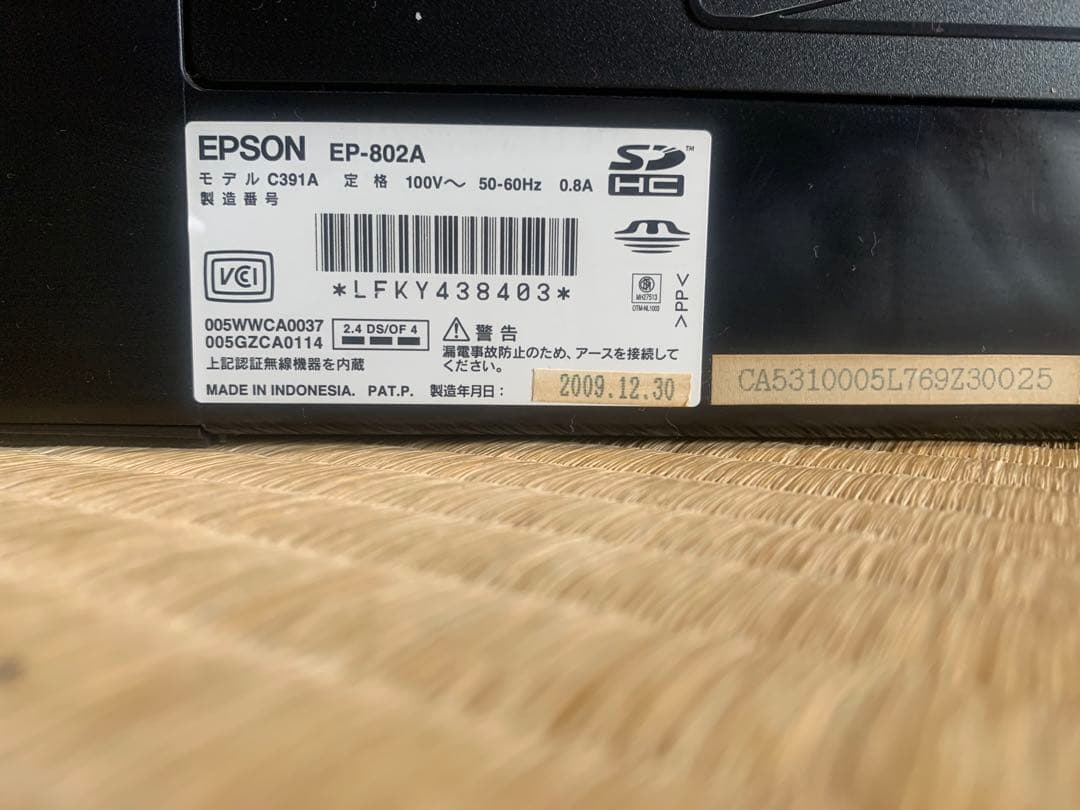 EPSON EP-802A
モデル C391A 定格 100V～ 50-60Hz 0.8A
製造番号
SD HC ™
*LFKY438403*
VCI
MH27513
OTM-NL1003
>PP<
005WWCA0037
005GZCA0114
2.4 DS/OF 4
上記認証無線機器を内蔵
警告
漏電事故防止のため、アースを接続して
ください。
MADE IN INDONESIA. PAT.P. 製造年月日： 2009.12.30
CA5310005L769Z30025